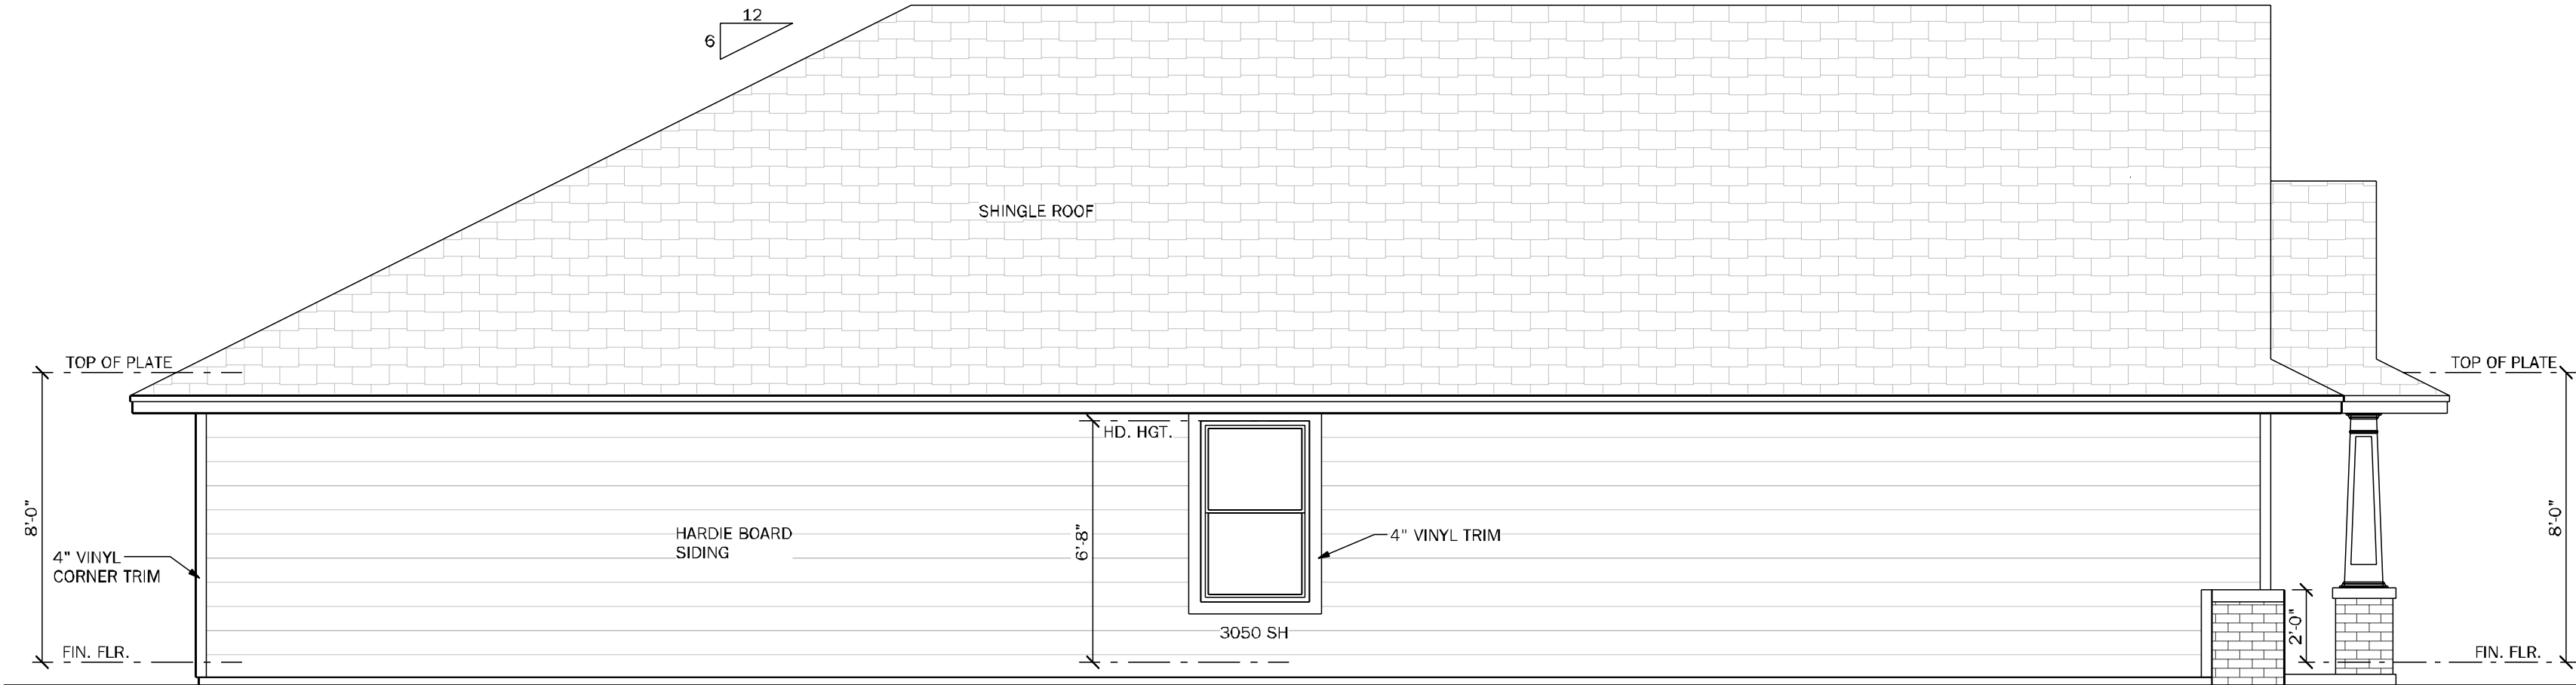 12
6
SHINGLE ROOF
TOP OF PLATE
TOP OF PLATE
HD. HGT.
8'-0"
4" VINYL
CORNER TRIM
HARDIE BOARD
SIDING
6'-8"
4" VINYL TRIM
8'-0"
3050 SH
2'-0"
FIN. FLR.
FIN. FLR.